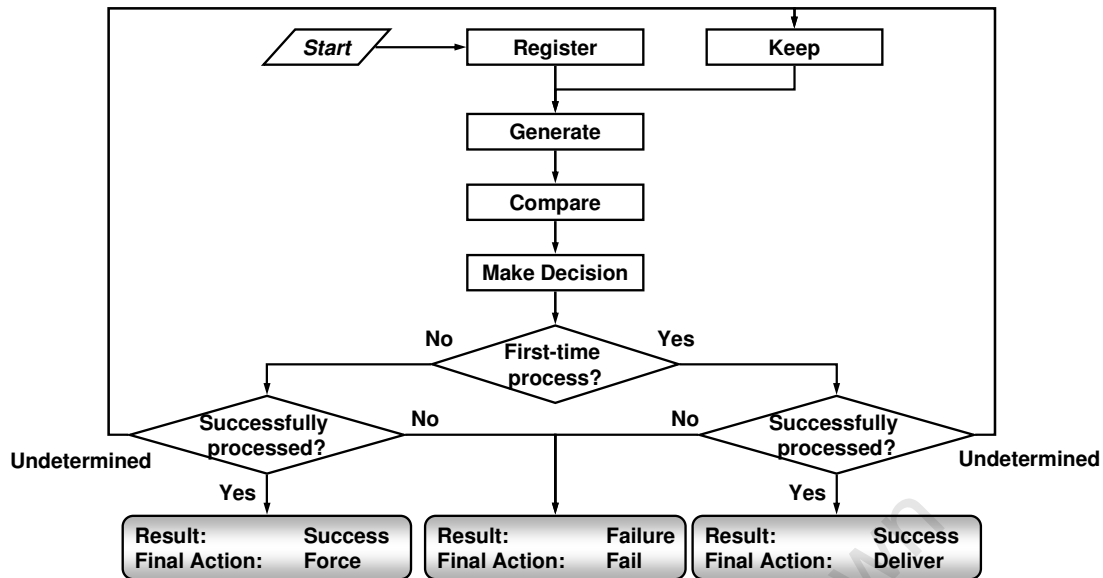 Start
Register
Keep
Generate
Compare
Make Decision
No
Yes
First-time
process?
Successfully
processed?
No
No
Successfully
processed?
Undetermined
Undetermined
Yes
Yes
Result: Success
Final Action: Force
Result: Failure
Final Action: Fail
Result: Success
Final Action: Deliver